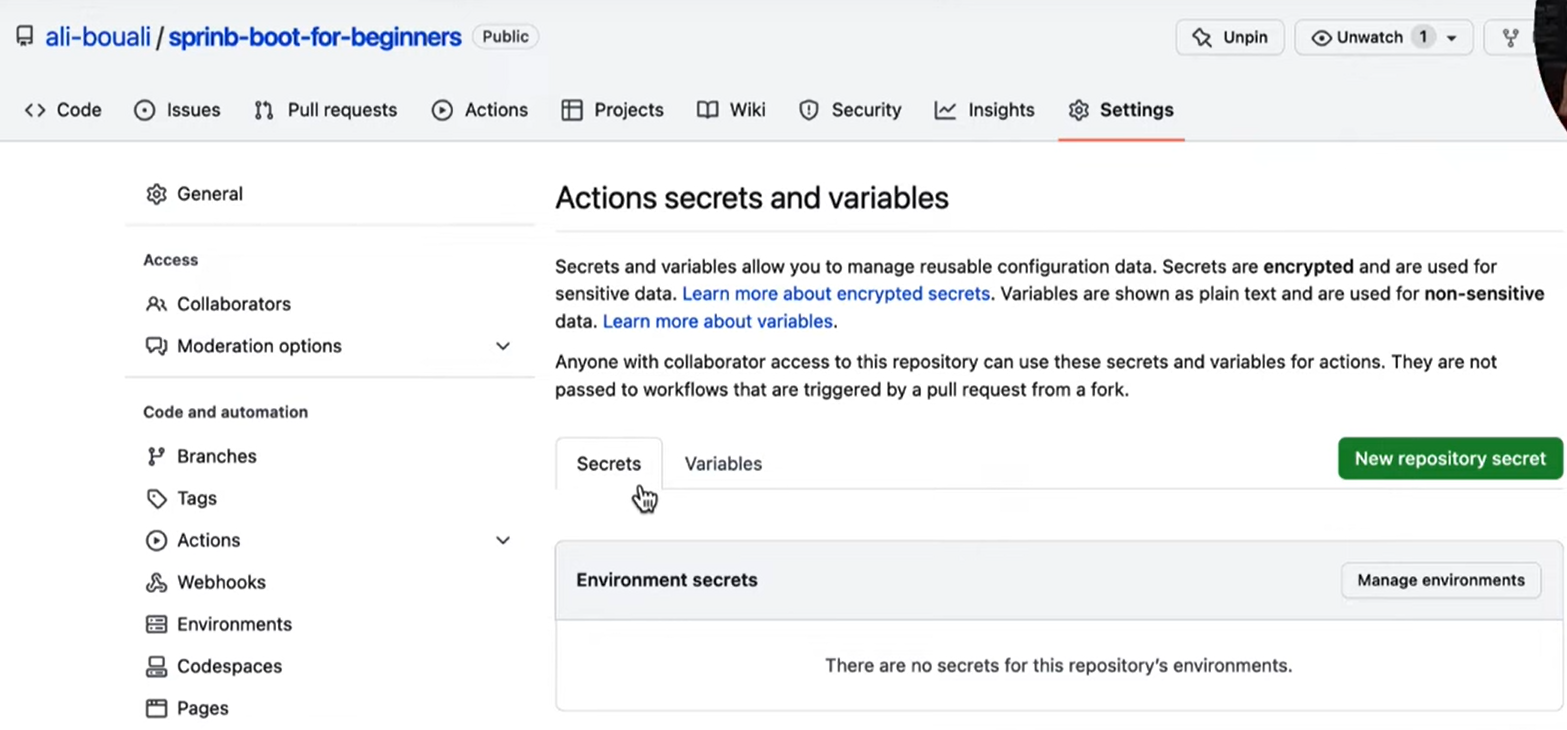 ali-bouali / sprinb-boot-for-beginners Public Unpin Unwatch 1
Code Issues Pull requests Actions Projects Wiki Security Insights Settings
General
Access
Collaborators
Moderation options
Code and automation
Branches
Tags
Actions
Webhooks
Environments
Codespaces
Pages
Actions secrets and variables
Secrets and variables allow you to manage reusable configuration data. Secrets are encrypted and are used for
sensitive data. Learn more about encrypted secrets. Variables are shown as plain text and are used for non-sensitive
data. Learn more about variables.
Anyone with collaborator access to this repository can use these secrets and variables for actions. They are not
passed to workflows that are triggered by a pull request from a fork.
Secrets Variables New repository secret
Environment secrets Manage environments
There are no secrets for this repository's environments.